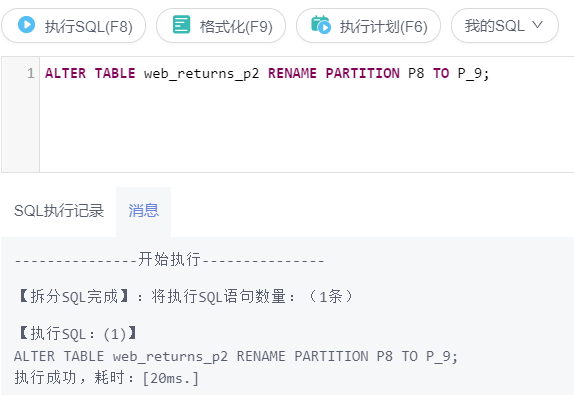 执行SQL(F8) 格式化(F9) 执行计划(F6) 我的SQL
1 ALTER TABLE web_returns_p2 RENAME PARTITION P8 TO P_9;
SQL执行记录 消息
---------------开始执行---------------
【拆分SQL完成】：将执行SQL语句数量：（1条）
【执行SQL：(1)】
ALTER TABLE web_returns_p2 RENAME PARTITION P8 TO P_9;
执行成功，耗时：[20ms.]